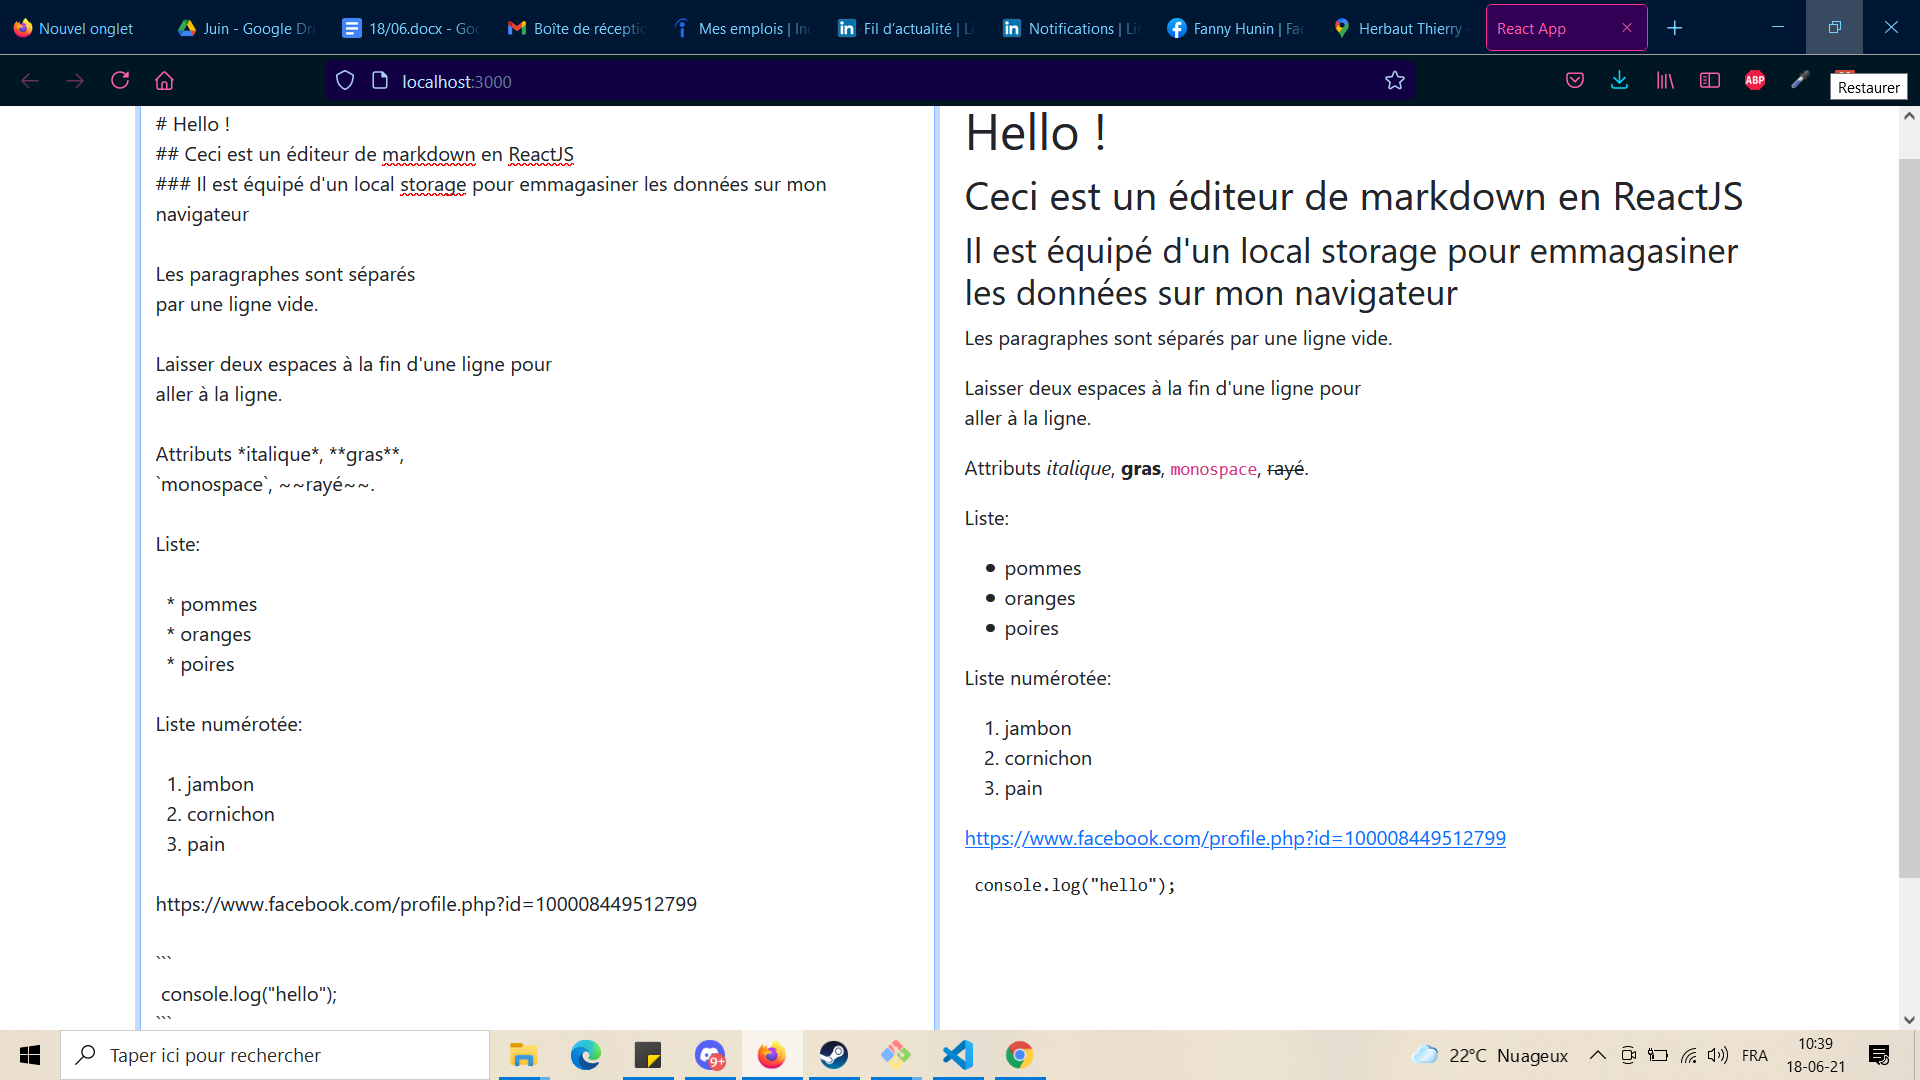 Nouvel onglet
Juin - Google Dri
18/06.docx - Goo
Boîte de réceptio
Mes emplois | Inc
Fil d'actualité | Li
Notifications | Lin
Fanny Hunin | Fac
Herbaut Thierry -
React App
localhost:3000
ABP
Restaurer
# Hello !
## Ceci est un éditeur de markdown en ReactJS
### Il est équipé d'un local storage pour emmagasiner les données sur mon
navigateur
Les paragraphes sont séparés
par une ligne vide.
Laisser deux espaces à la fin d'une ligne pour
aller à la ligne.
Attributs *italique*, **gras**,
`monospace`, ~~rayé~~.
Liste:
* pommes
* oranges
* poires
Liste numérotée:
1. jambon
2. cornichon
3. pain
https://www.facebook.com/profile.php?id=100008449512799
```
console.log("hello");
```
Hello !
Ceci est un éditeur de markdown en ReactJS
Il est équipé d'un local storage pour emmagasiner
les données sur mon navigateur
Les paragraphes sont séparés par une ligne vide.
Laisser deux espaces à la fin d'une ligne pour
aller à la ligne.
Attributs italique, gras, monospace, rayé.
Liste:
pommes
oranges
poires
Liste numérotée:
1. jambon
2. cornichon
3. pain
https://www.facebook.com/profile.php?id=100008449512799
console.log("hello");
Taper ici pour rechercher
9+
22°C Nuageux
FRA
10:39
18-06-21